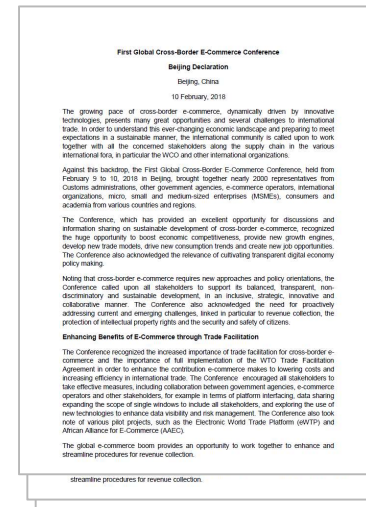 First Global Cross-Border E-Commerce Conference
Beijing Declaration
Beijing, China
10 February, 2018
The growing pace of cross-border e-commerce, dynamically driven by innovative
technologies, presents many great opportunities and several challenges to international
trade. In order to understand this ever-changing economic landscape and preparing to meet
expectations in a sustainable manner, the international community is called upon to work
together with all the concerned stakeholders along the supply chain in the various
international fora, in particular the WCO and other international organizations.
Against this backdrop, the First Global Cross-Border E-Commerce Conference, held from
February 9 to 10, 2018 in Beijing, brought together nearly 2000 representatives from
Customs administrations, other government agencies, e-commerce operators, international
organizations, micro, small and medium-sized enterprises (MSMEs), consumers and
academia from various countries and regions.
The Conference, which has provided an excellent opportunity for discussions and
information sharing on sustainable development of cross-border e-commerce, recognized
the huge opportunity to boost economic competitiveness, provide new growth engines,
develop new trade models, drive new consumption trends and create new job opportunities.
The Conference also acknowledged the relevance of cultivating transparent digital economy
policy making.
Noting that cross-border e-commerce requires new approaches and policy orientations, the
Conference called upon all stakeholders to support its balanced, transparent, non-
discriminatory and sustainable development, in an inclusive, strategic, innovative and
collaborative manner. The Conference also acknowledged the need for proactively
addressing current and emerging challenges, linked in particular to revenue collection, the
protection of intellectual property rights and the security and safety of citizens.
Enhancing Benefits of E-Commerce through Trade Facilitation
The Conference recognized the increased importance of trade facilitation for cross-border e-
commerce and the importance of full implementation of the WTO Trade Facilitation
Agreement in order to enhance the contribution e-commerce makes to lowering costs and
increasing efficiency in international trade. The Conference encouraged all stakeholders to
take effective measures, including collaboration between government agencies, e-commerce
operators and other stakeholders, for example in terms of platform interfacing, data sharing
expanding the scope of single windows to include all stakeholders, and exploring the use of
new technologies to enhance data visibility and risk management. The Conference also took
note of various pilot projects, such as the Electronic World Trade Platform (eWTP) and
African Alliance for E-Commerce (AAEC).
The global e-commerce boom provides an opportunity to work together to enhance and
streamline procedures for revenue collection.
streamline procedures for revenue collection.